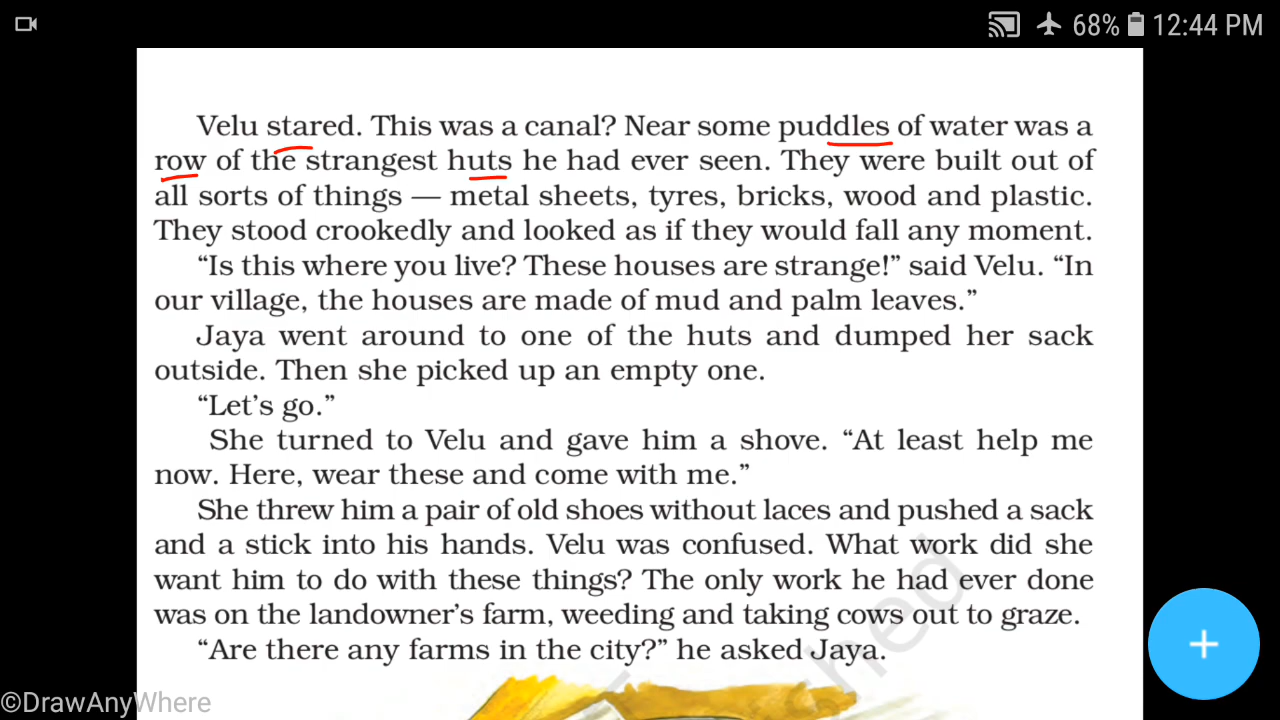 68% 12:44 PM
Velu stared. This was a canal? Near some puddles of water was a
row of the strangest huts he had ever seen. They were built out of
all sorts of things — metal sheets, tyres, bricks, wood and plastic.
They stood crookedly and looked as if they would fall any moment.
“Is this where you live? These houses are strange!” said Velu. “In
our village, the houses are made of mud and palm leaves.”
Jaya went around to one of the huts and dumped her sack
outside. Then she picked up an empty one.
“Let’s go.”
She turned to Velu and gave him a shove. “At least help me
now. Here, wear these and come with me.”
She threw him a pair of old shoes without laces and pushed a sack
and a stick into his hands. Velu was confused. What work did she
want him to do with these things? The only work he had ever done
was on the landowner’s farm, weeding and taking cows out to graze.
“Are there any farms in the city?” he asked Jaya.
©DrawAnyWhere